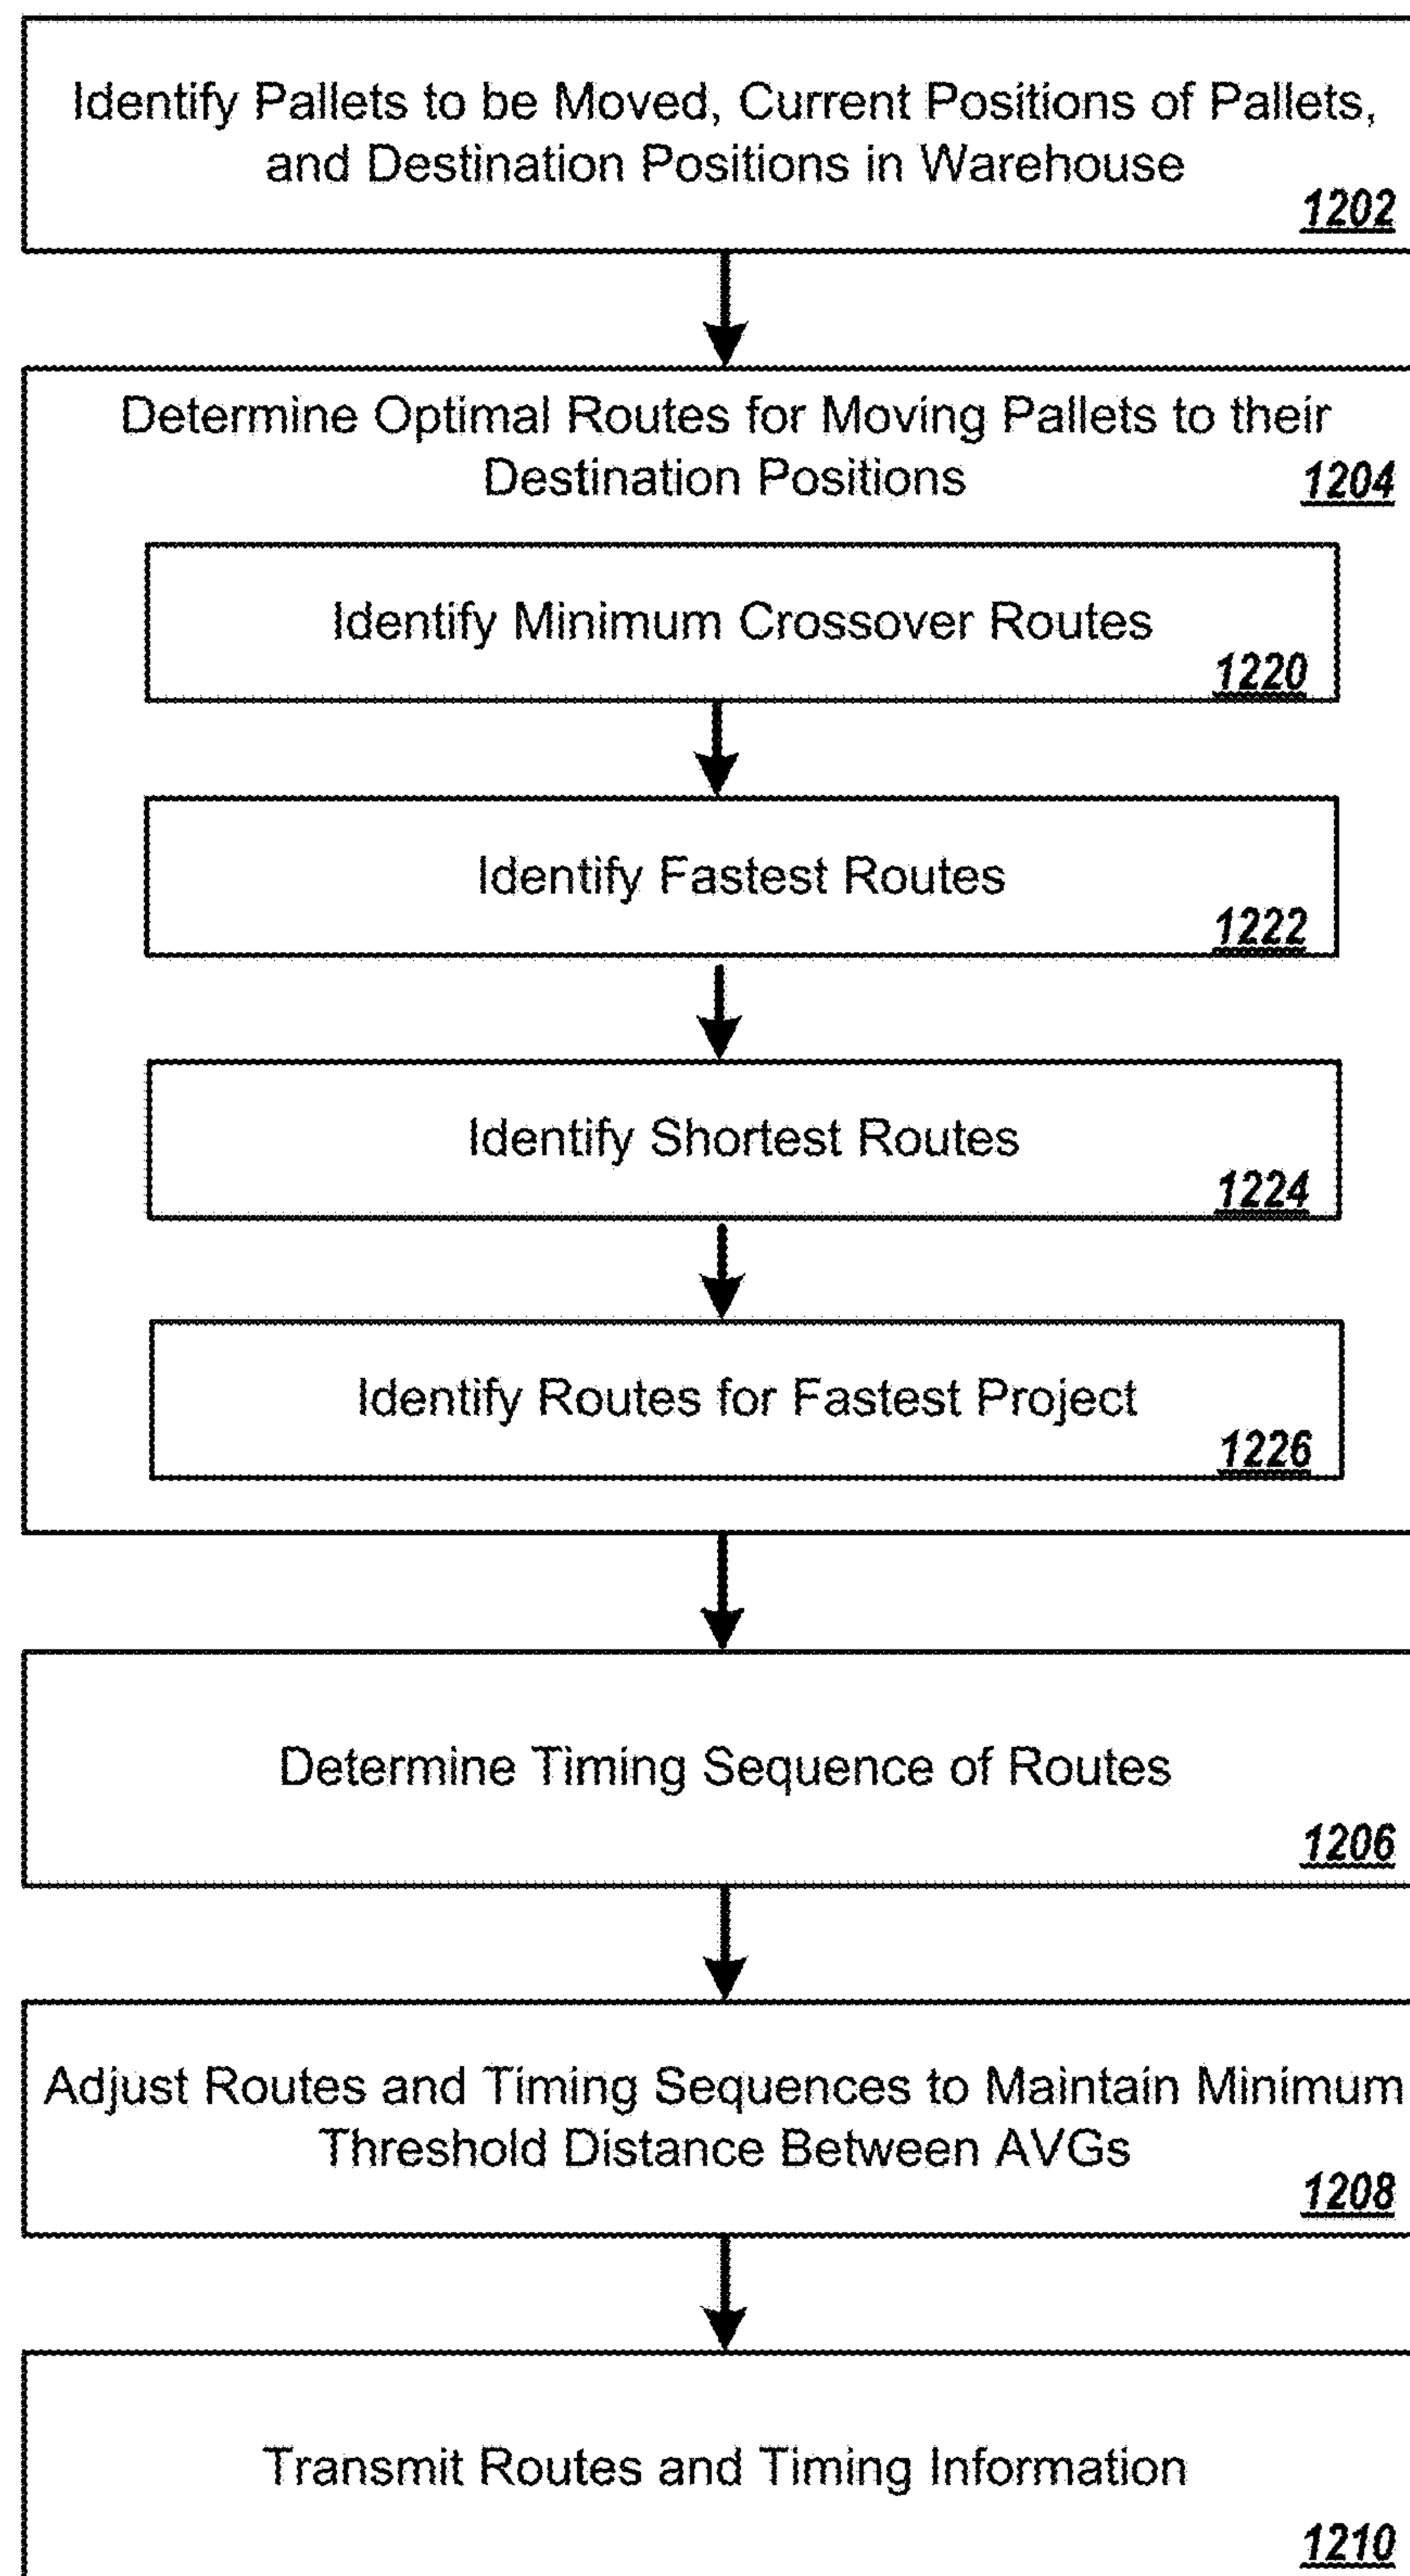 Identify Pallets to be Moved, Current Positions of Pallets,
and Destination Positions in Warehouse
1202
Determine Optimal Routes for Moving Pallets to their
Destination Positions
1204
Identify Minimum Crossover Routes
1220
Identify Fastest Routes
1222
Identify Shortest Routes
1224
Identify Routes for Fastest Project
1226
Determine Timing Sequence of Routes
1206
Adjust Routes and Timing Sequences to Maintain Minimum
Threshold Distance Between AVGs
1208
Transmit Routes and Timing Information
1210